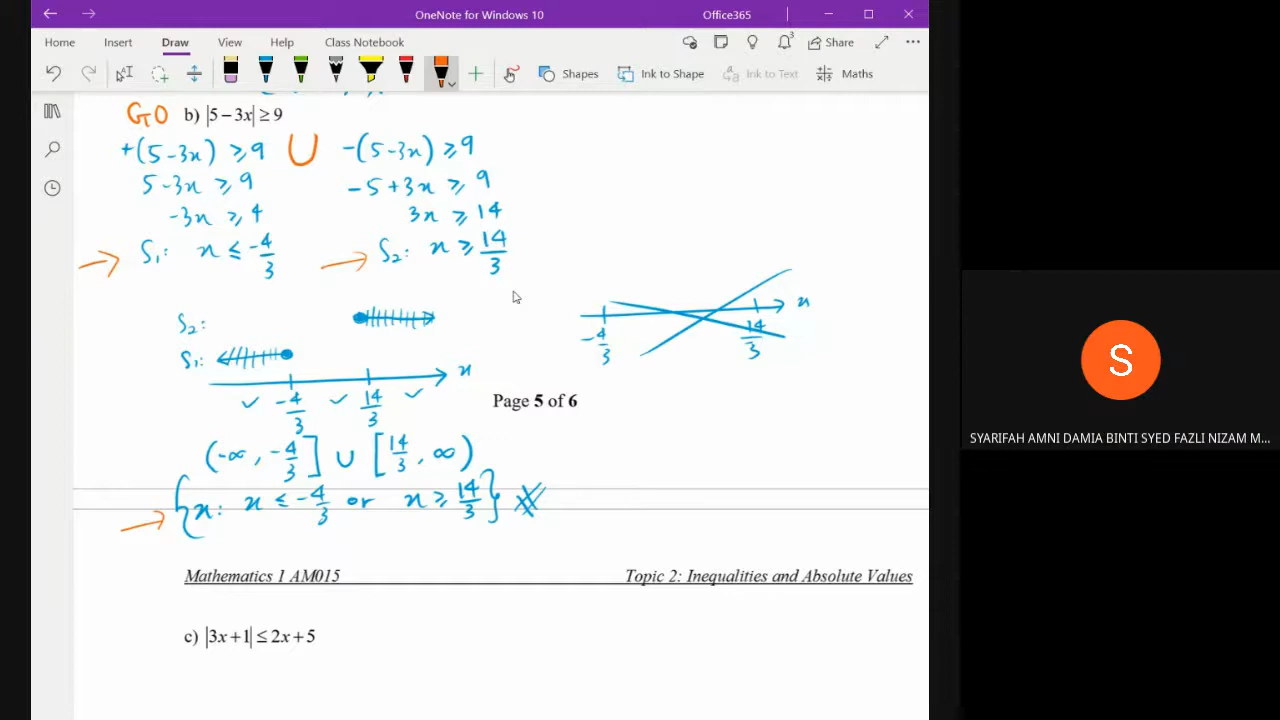 OneNote for Windows 10
Office365
Home Insert Draw View Help Class Notebook
3
Share
Shapes Ink to Shape Ink to Text Maths
GO b) |5 − 3x| ≥ 9
+(5-3x) ≥ 9 ∪ -(5-3x) ≥ 9
5-3x ≥ 9 -5+3x ≥ 9
-3x ≥ 4 3x ≥ 14
S1: x ≤ -4/3 S2: x ≥ 14/3
x
-4/3 14/3
S2:
S1:
x
-4/3 14/3
Page 5 of 6
(-∞, -4/3] ∪ [14/3, ∞)
{x: x ≤ -4/3 or x ≥ 14/3}
Mathematics 1 AM015 Topic 2: Inequalities and Absolute Values
c) |3x + 1| ≤ 2x + 5
S
SYARIFAH AMNI DAMIA BINTI SYED FAZLI NIZAM M...